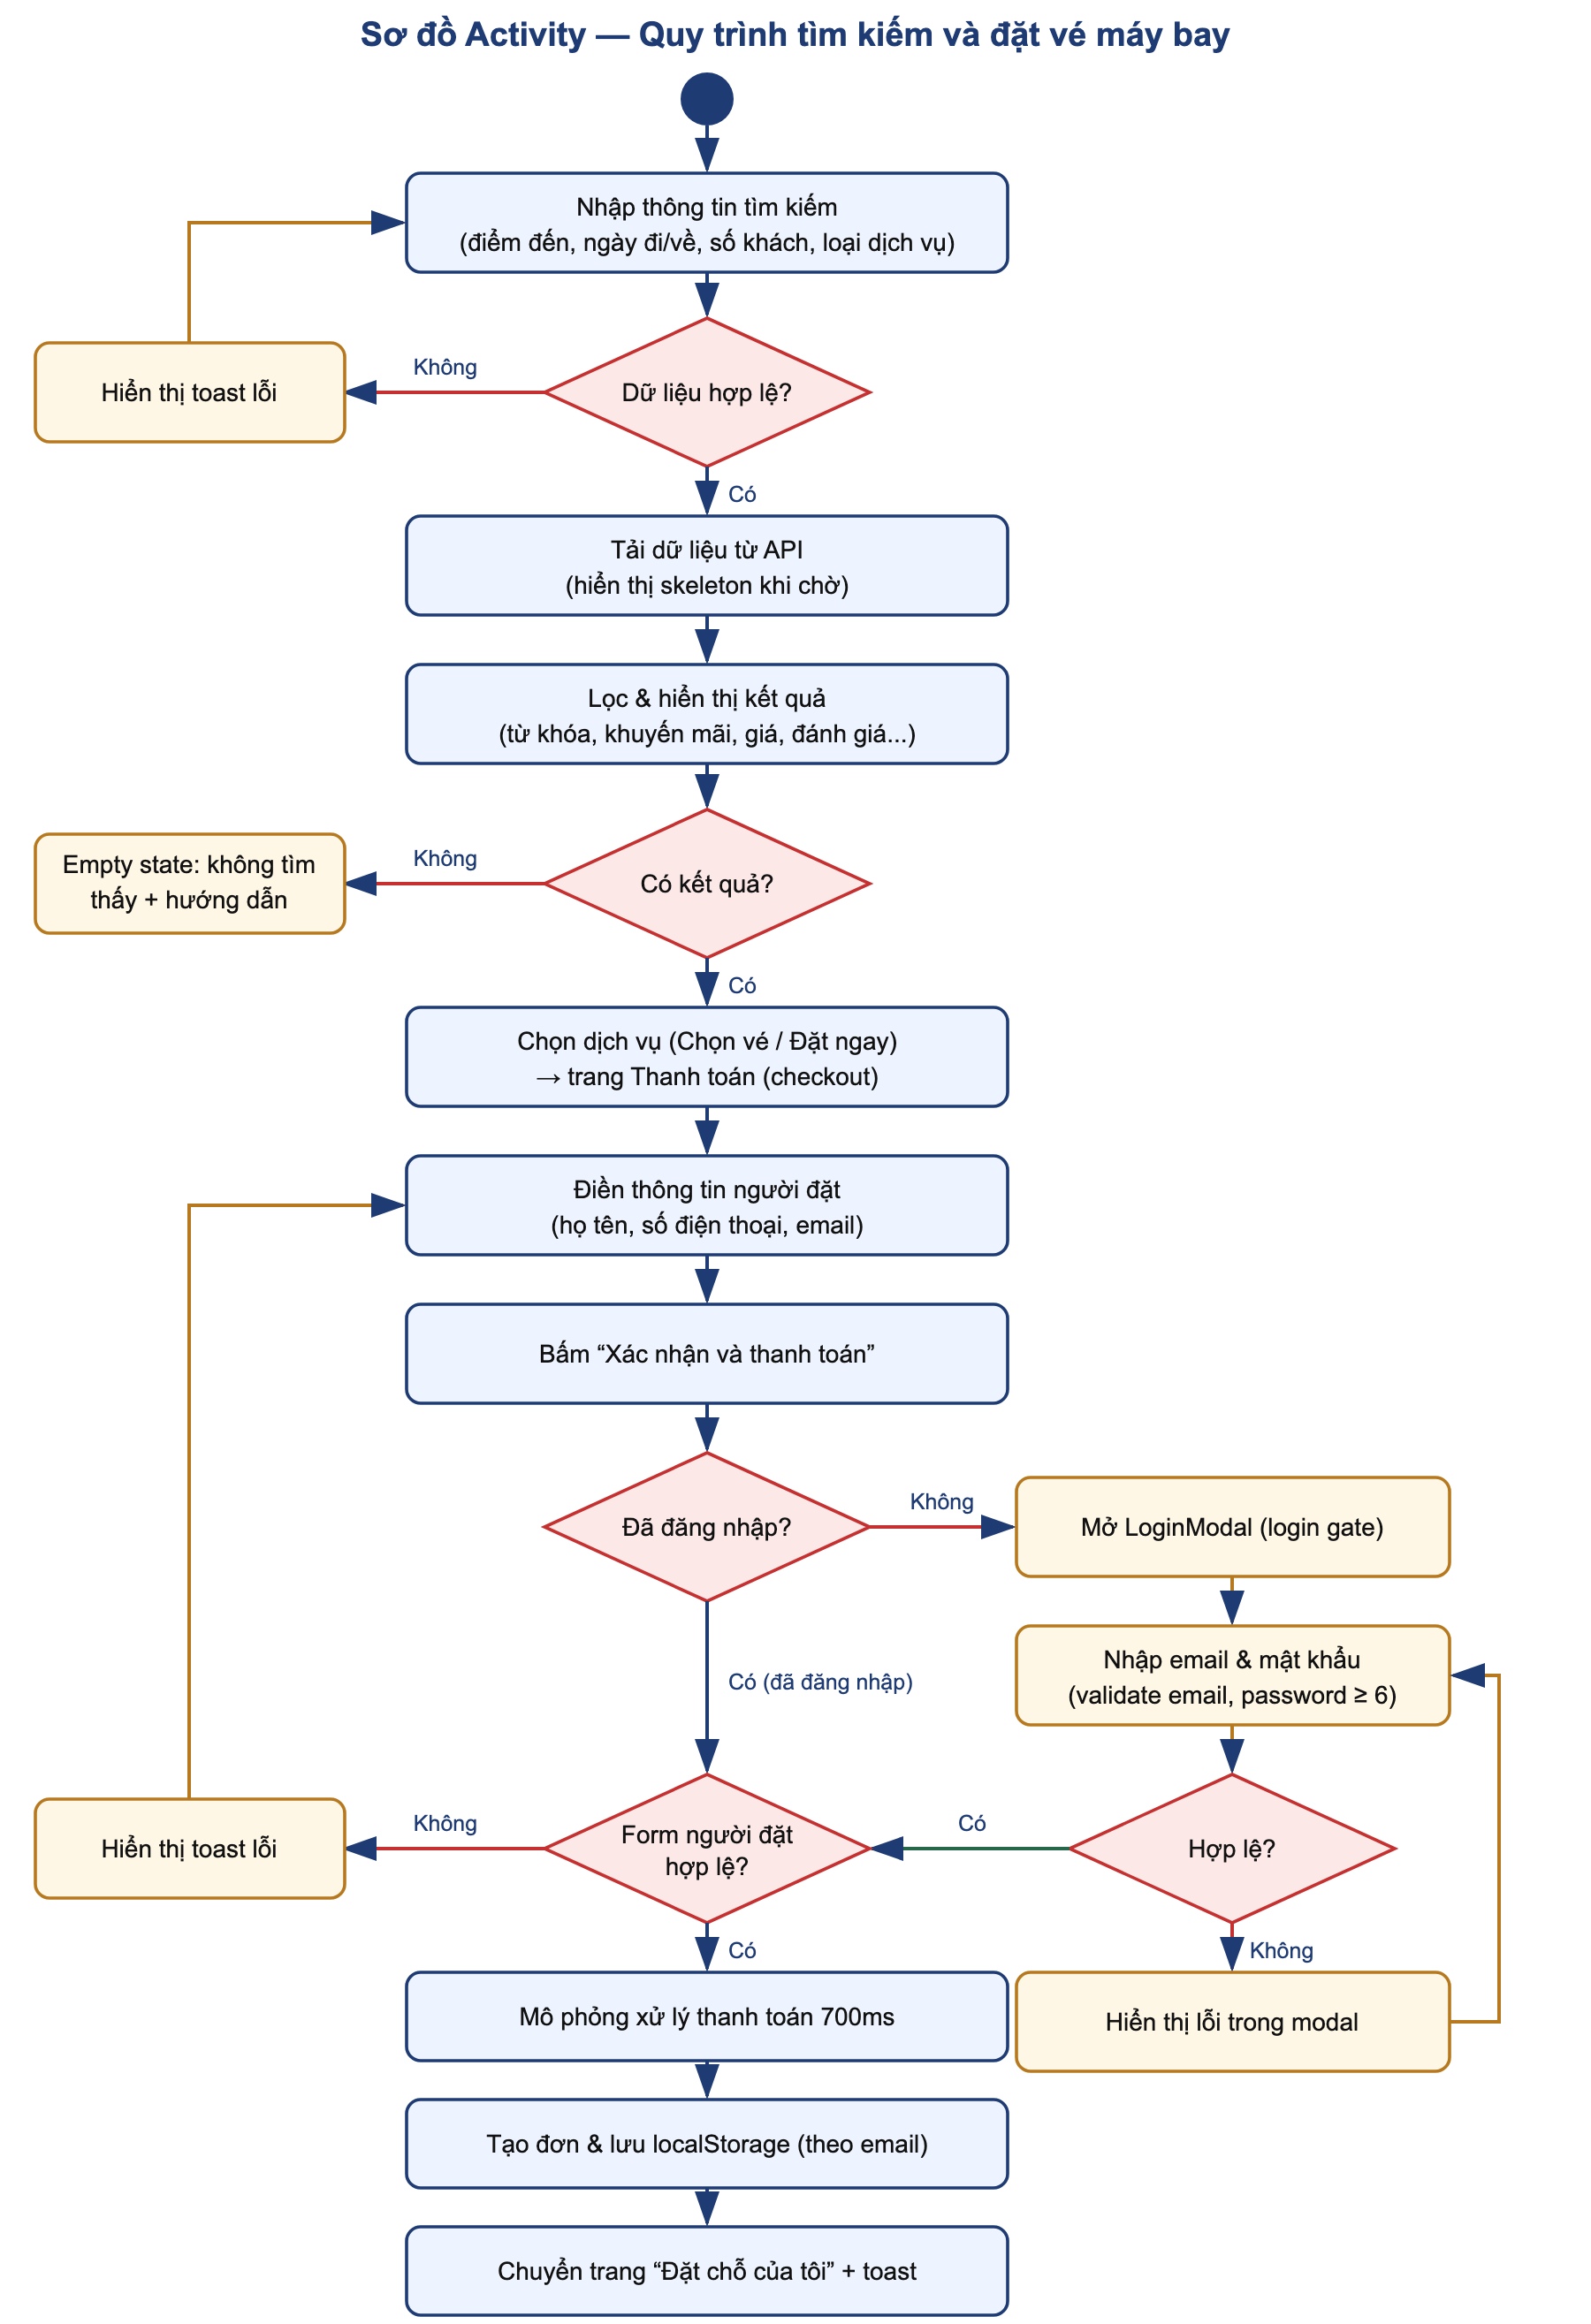 Sơ đồ Activity — Quy trình tìm kiếm và đặt vé máy bay
Nhập thông tin tìm kiếm
(điểm đến, ngày đi/về, số khách, loại dịch vụ)
Không
Hiển thị toast lỗi
Dữ liệu hợp lệ?
Có
Tải dữ liệu từ API
(hiển thị skeleton khi chờ)
Lọc & hiển thị kết quả
(từ khóa, khuyến mãi, giá, đánh giá...)
Không
Empty state: không tìm
thấy + hướng dẫn
Có kết quả?
Có
Chọn dịch vụ (Chọn vé / Đặt ngay)
→ trang Thanh toán (checkout)
Điền thông tin người đặt
(họ tên, số điện thoại, email)
Bấm “Xác nhận và thanh toán”
Đã đăng nhập?
Không
Mở LoginModal (login gate)
Nhập email & mật khẩu
(validate email, password ≥ 6)
Có (đã đăng nhập)
Không
Hiển thị toast lỗi
Form người đặt
hợp lệ?
Có
Hợp lệ?
Có
Không
Mô phỏng xử lý thanh toán 700ms
Hiển thị lỗi trong modal
Tạo đơn & lưu localStorage (theo email)
Chuyển trang “Đặt chỗ của tôi” + toast